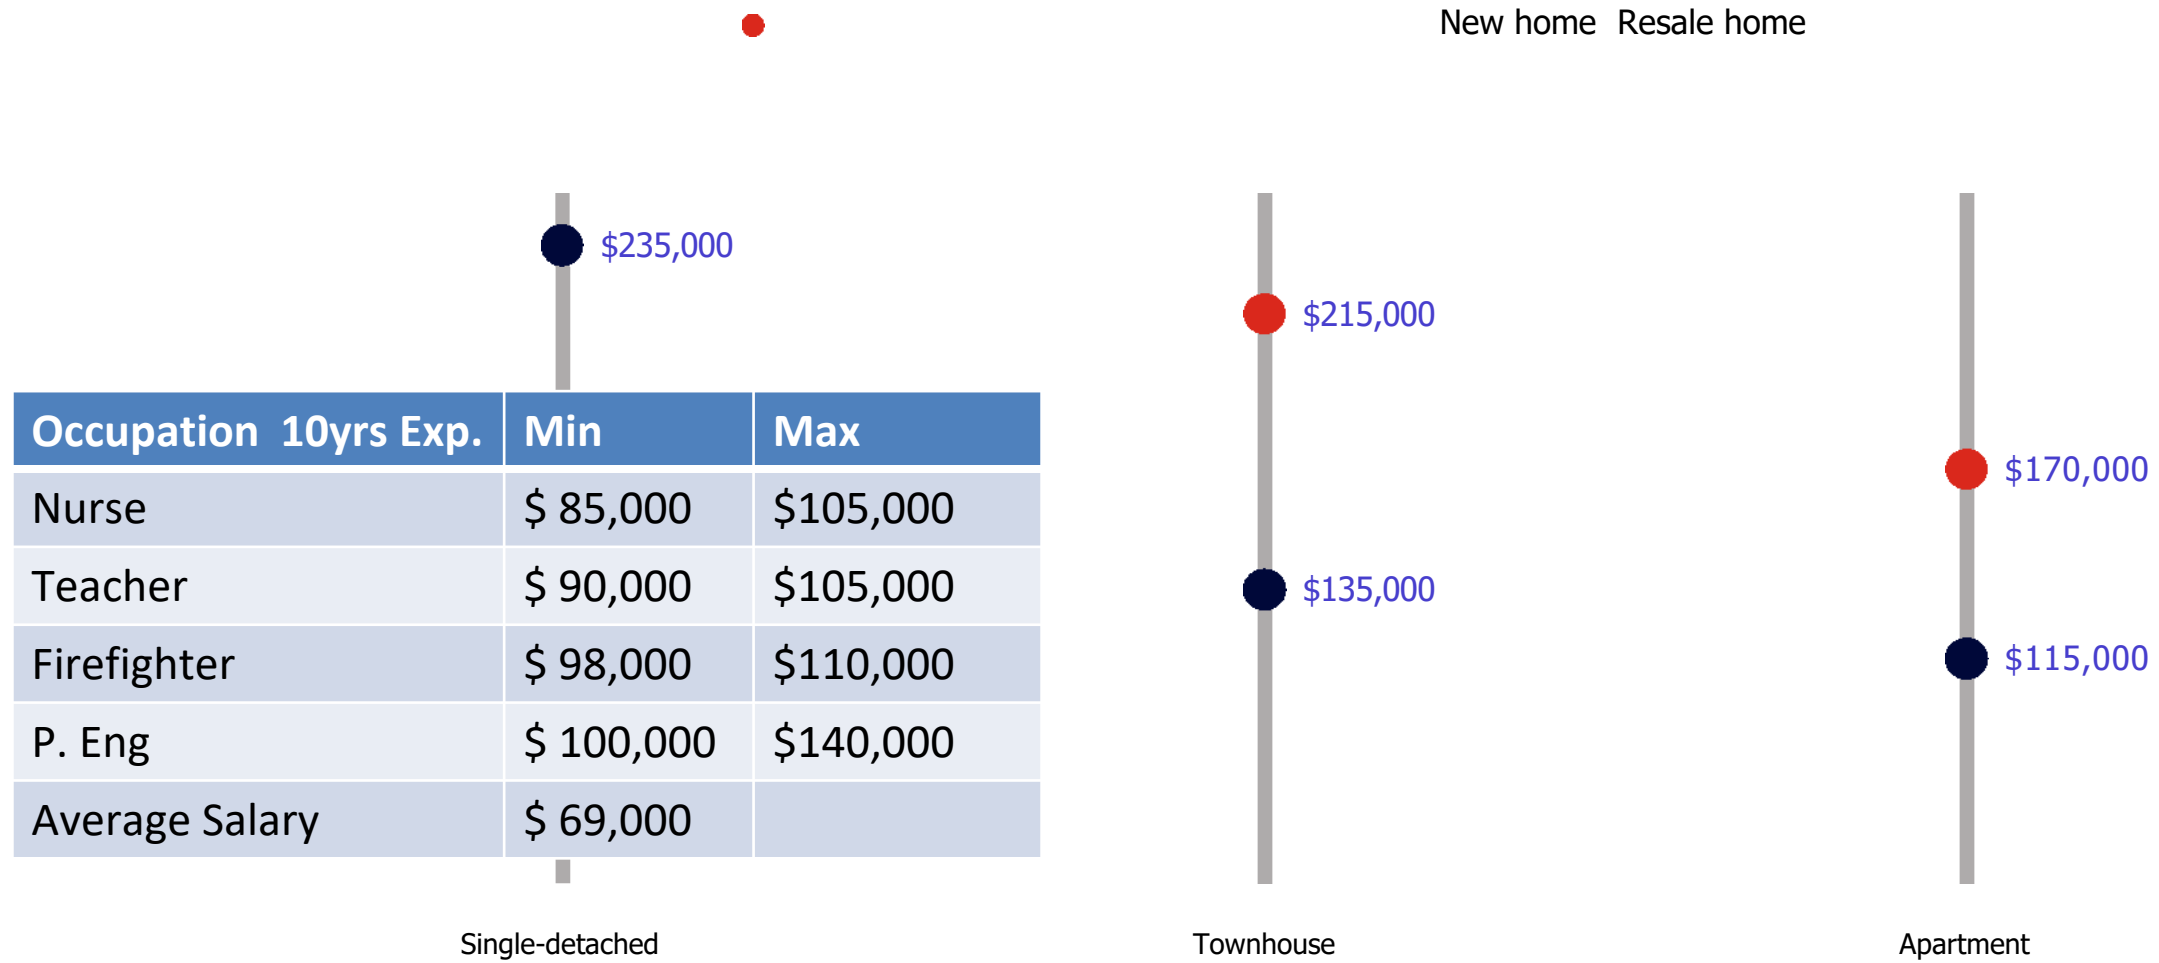 New home Resale home
$235,000
$215,000
Occupation 10yrs Exp. Min Max
$170,000
Nurse $ 85,000 $105,000
Teacher $ 90,000 $105,000
$135,000
Firefighter $ 98,000 $110,000
$115,000
P. Eng $ 100,000 $140,000
Average Salary $ 69,000
Single-detached Townhouse Apartment